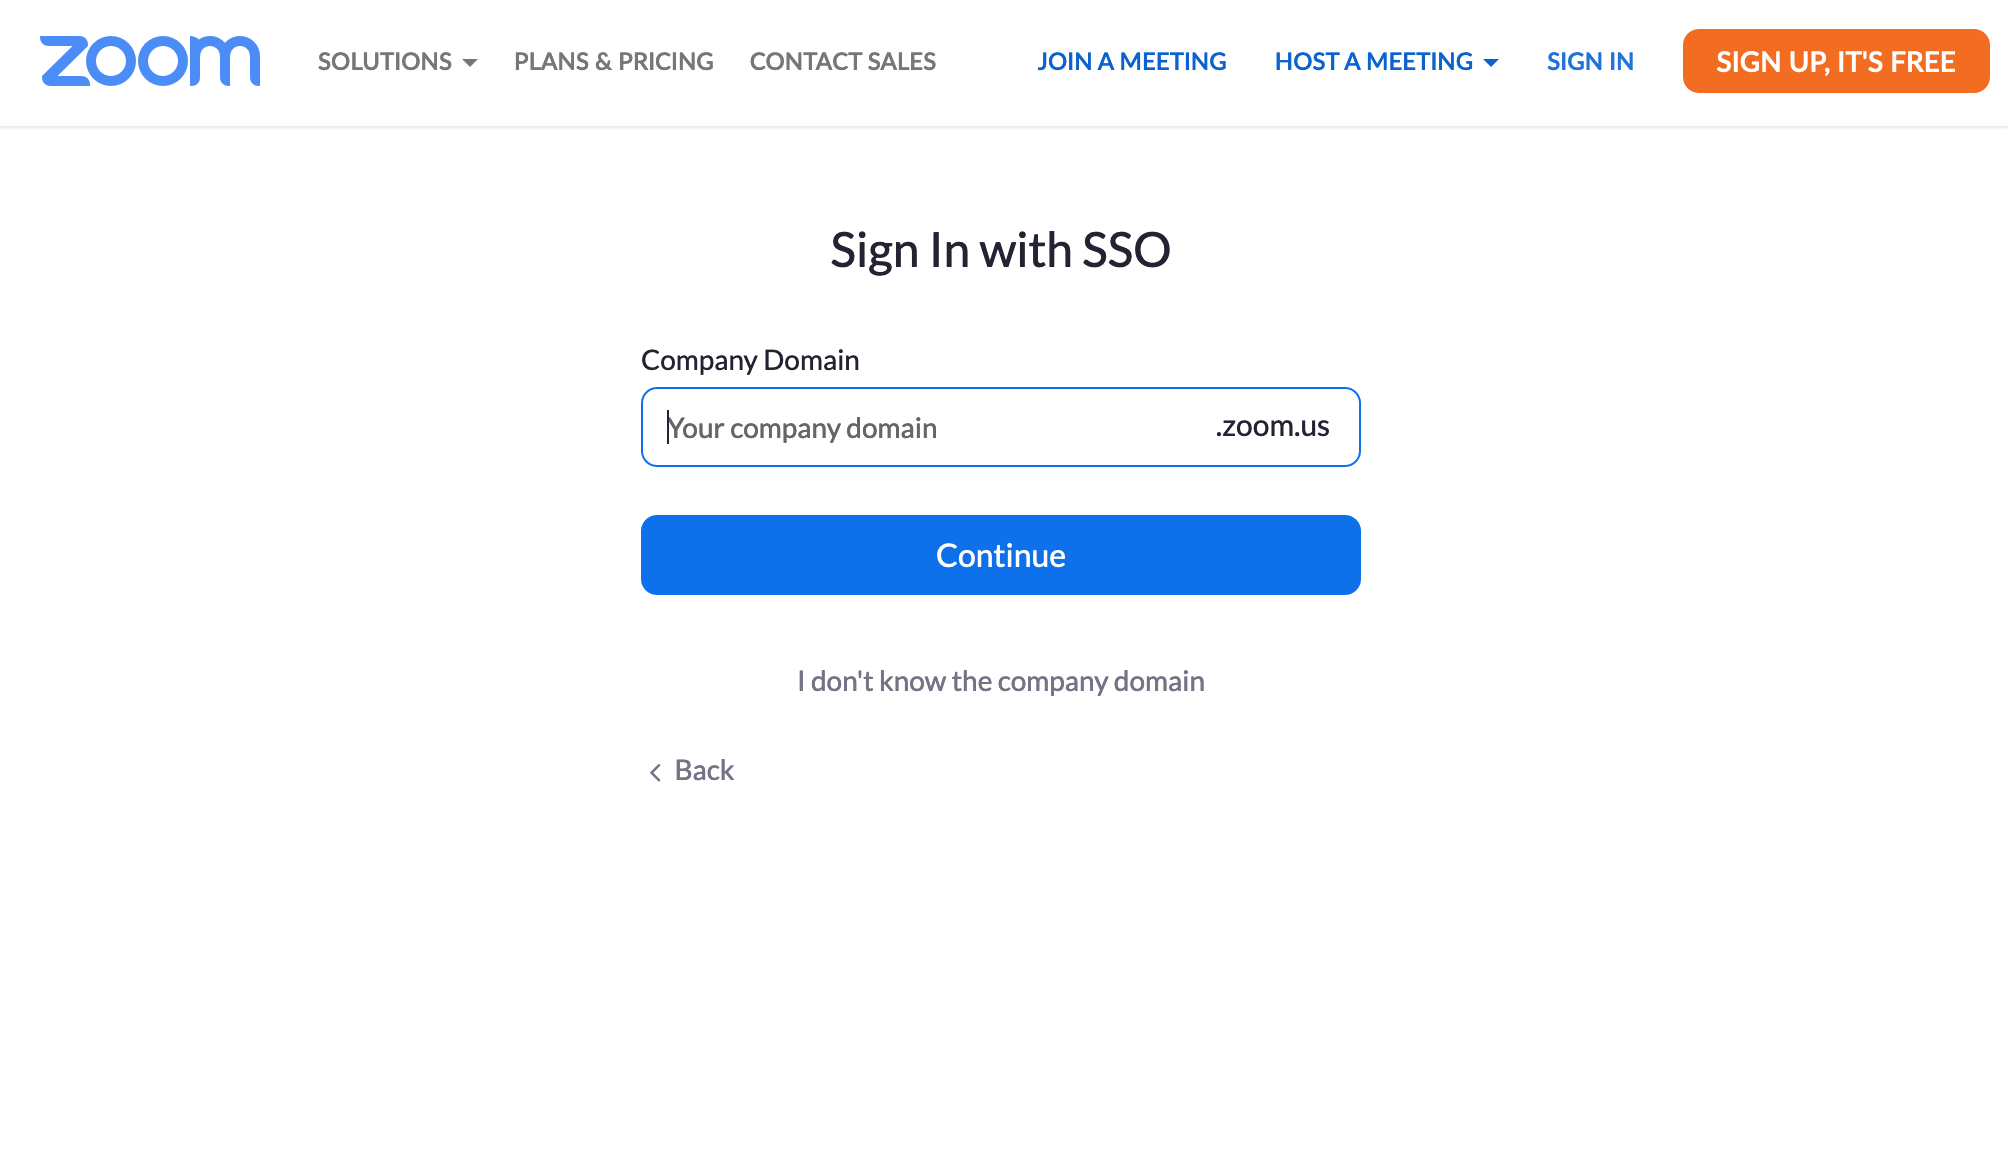 zoom SOLUTIONS PLANS & PRICING CONTACT SALES JOIN A MEETING HOST A MEETING SIGN IN SIGN UP, IT'S FREE
Sign In with SSO
Company Domain
Your company domain .zoom.us
Continue
I don't know the company domain
Back